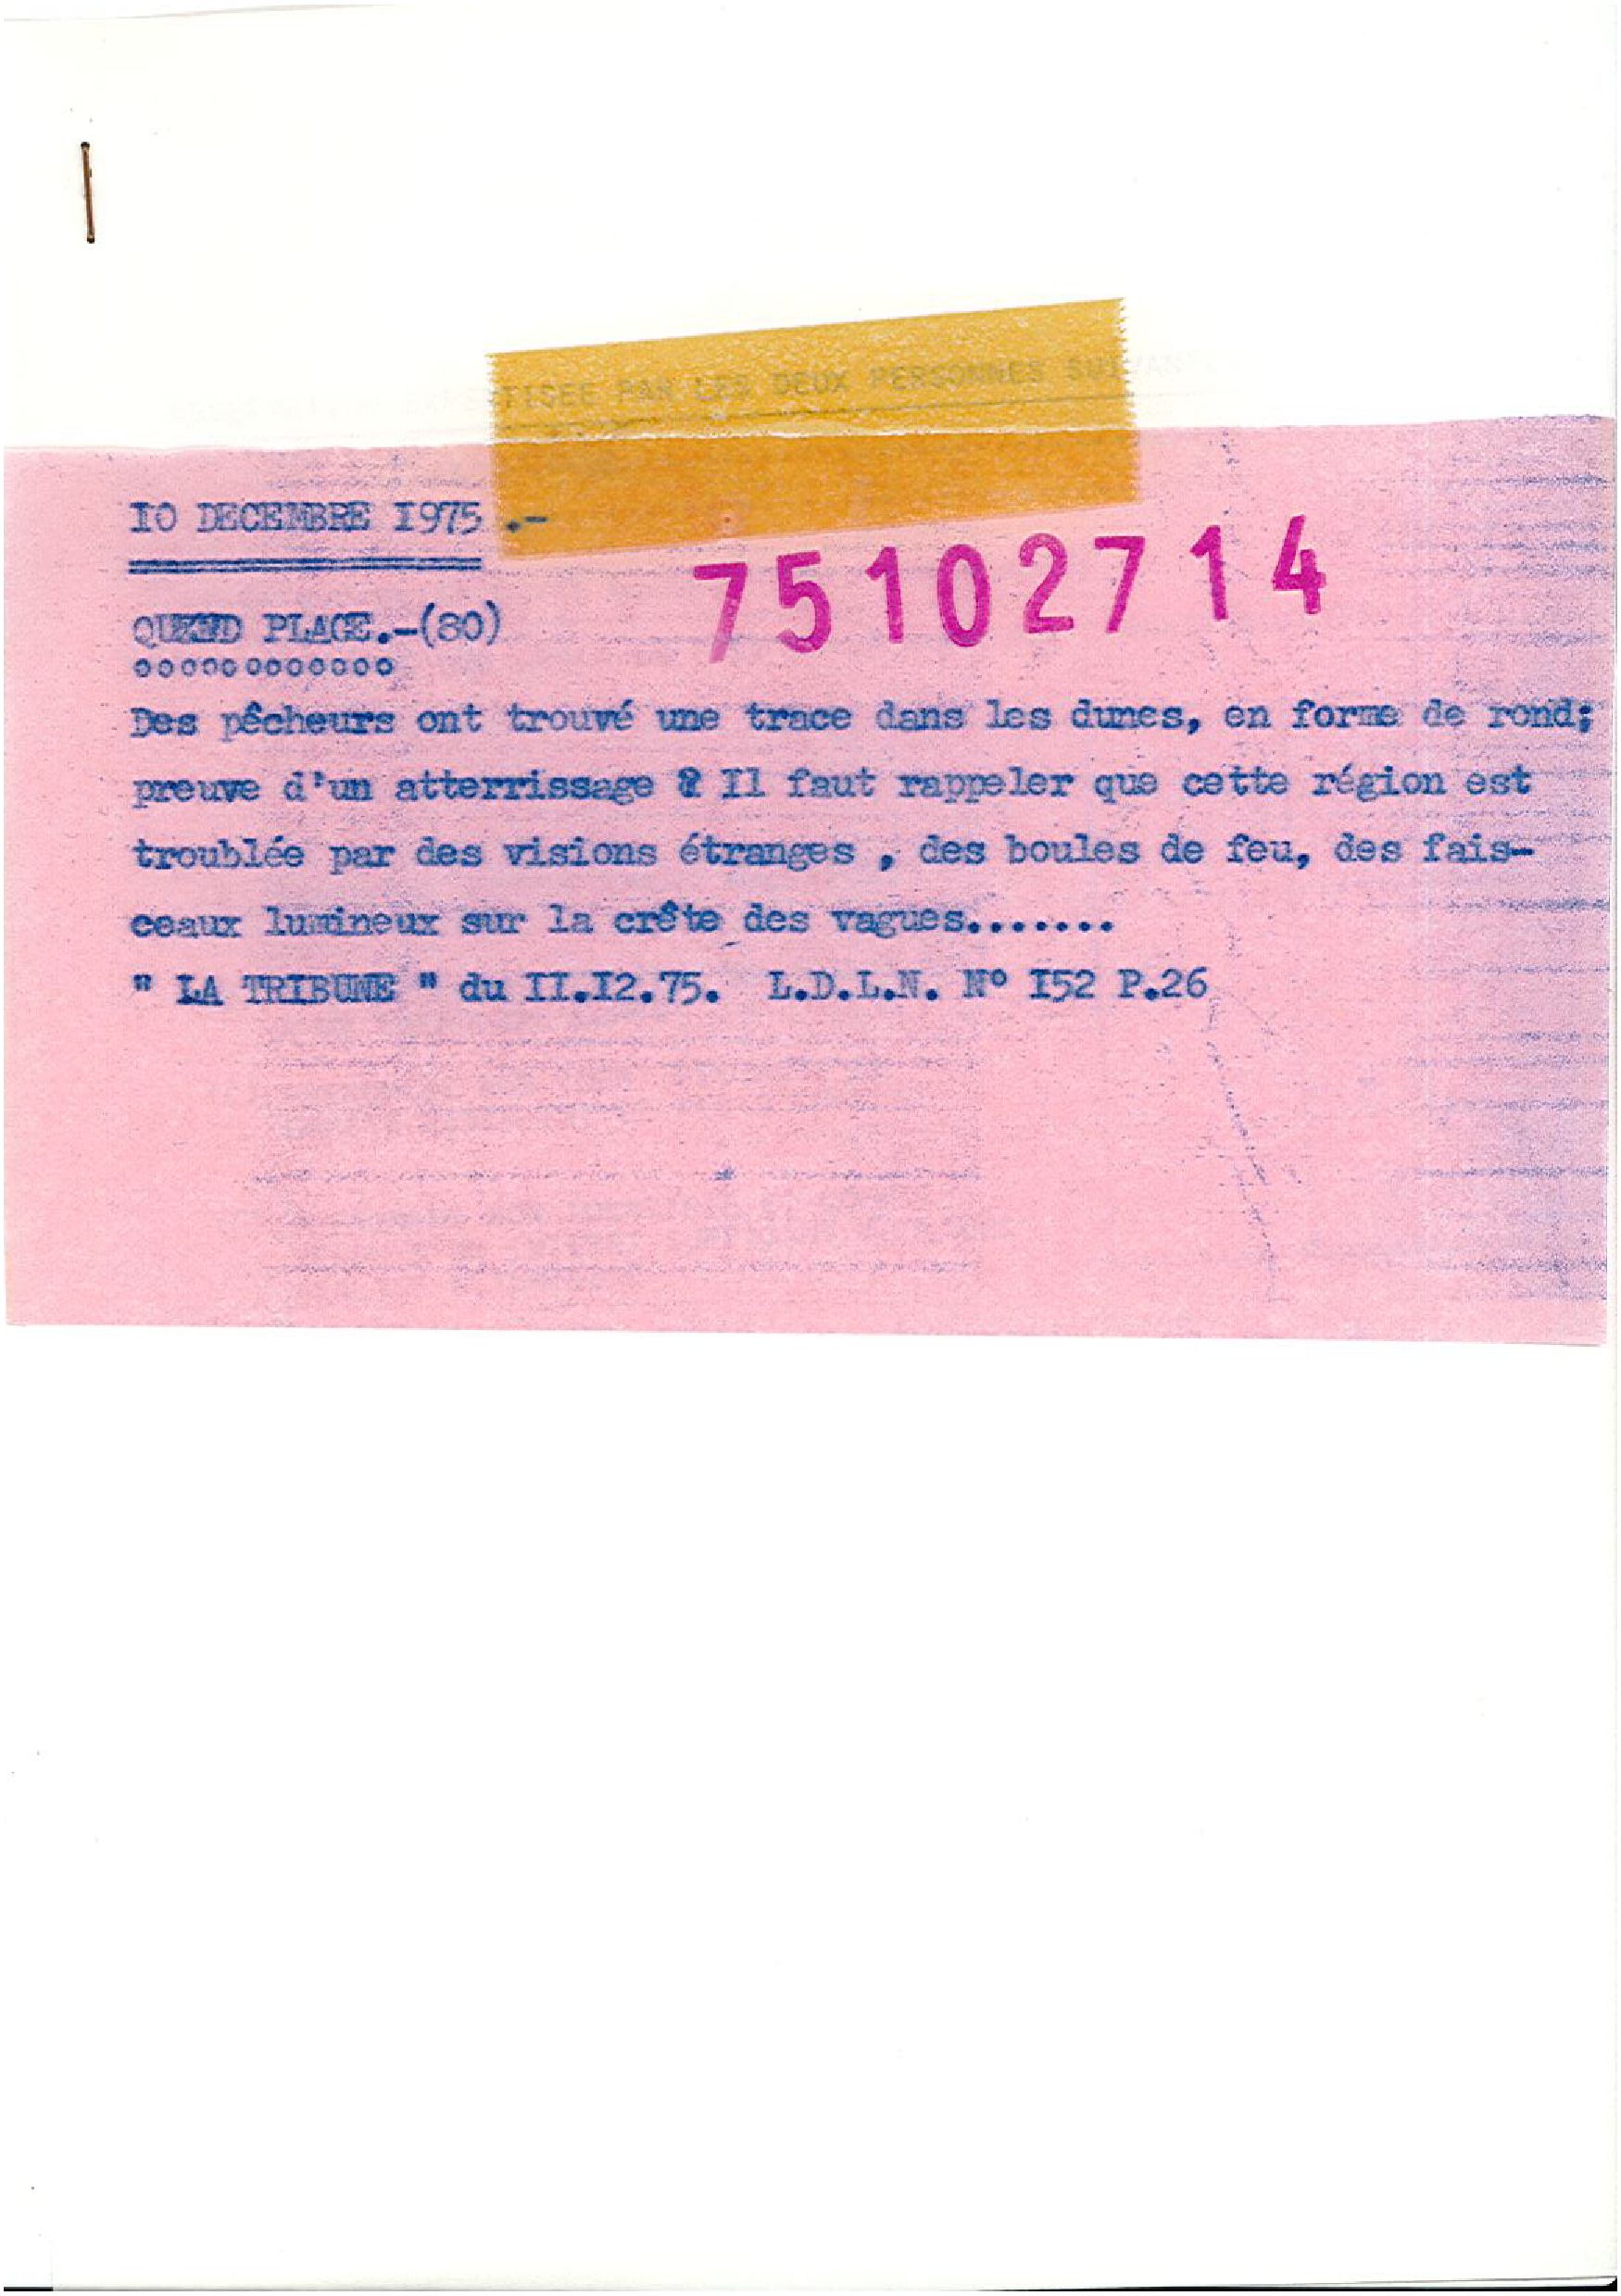 TISEE PAR LES DEUX PERSONNES SUIVAN
I0 DECEMBRE I975 .-
75102714
QUEND PLAGE.-(80)
oooooooooooo
Des pêcheurs ont trouvé une trace dans les dunes, en forme de rond;
preuve d'un atterrissage ? Il faut rappeler que cette région est
troublée par des visions étranges , des boules de feu, des fais-
ceaux lumineux sur la crête des vagues.......
" LA TRIBUNE " du II.I2.75. L.D.L.N. N° I52 P.26